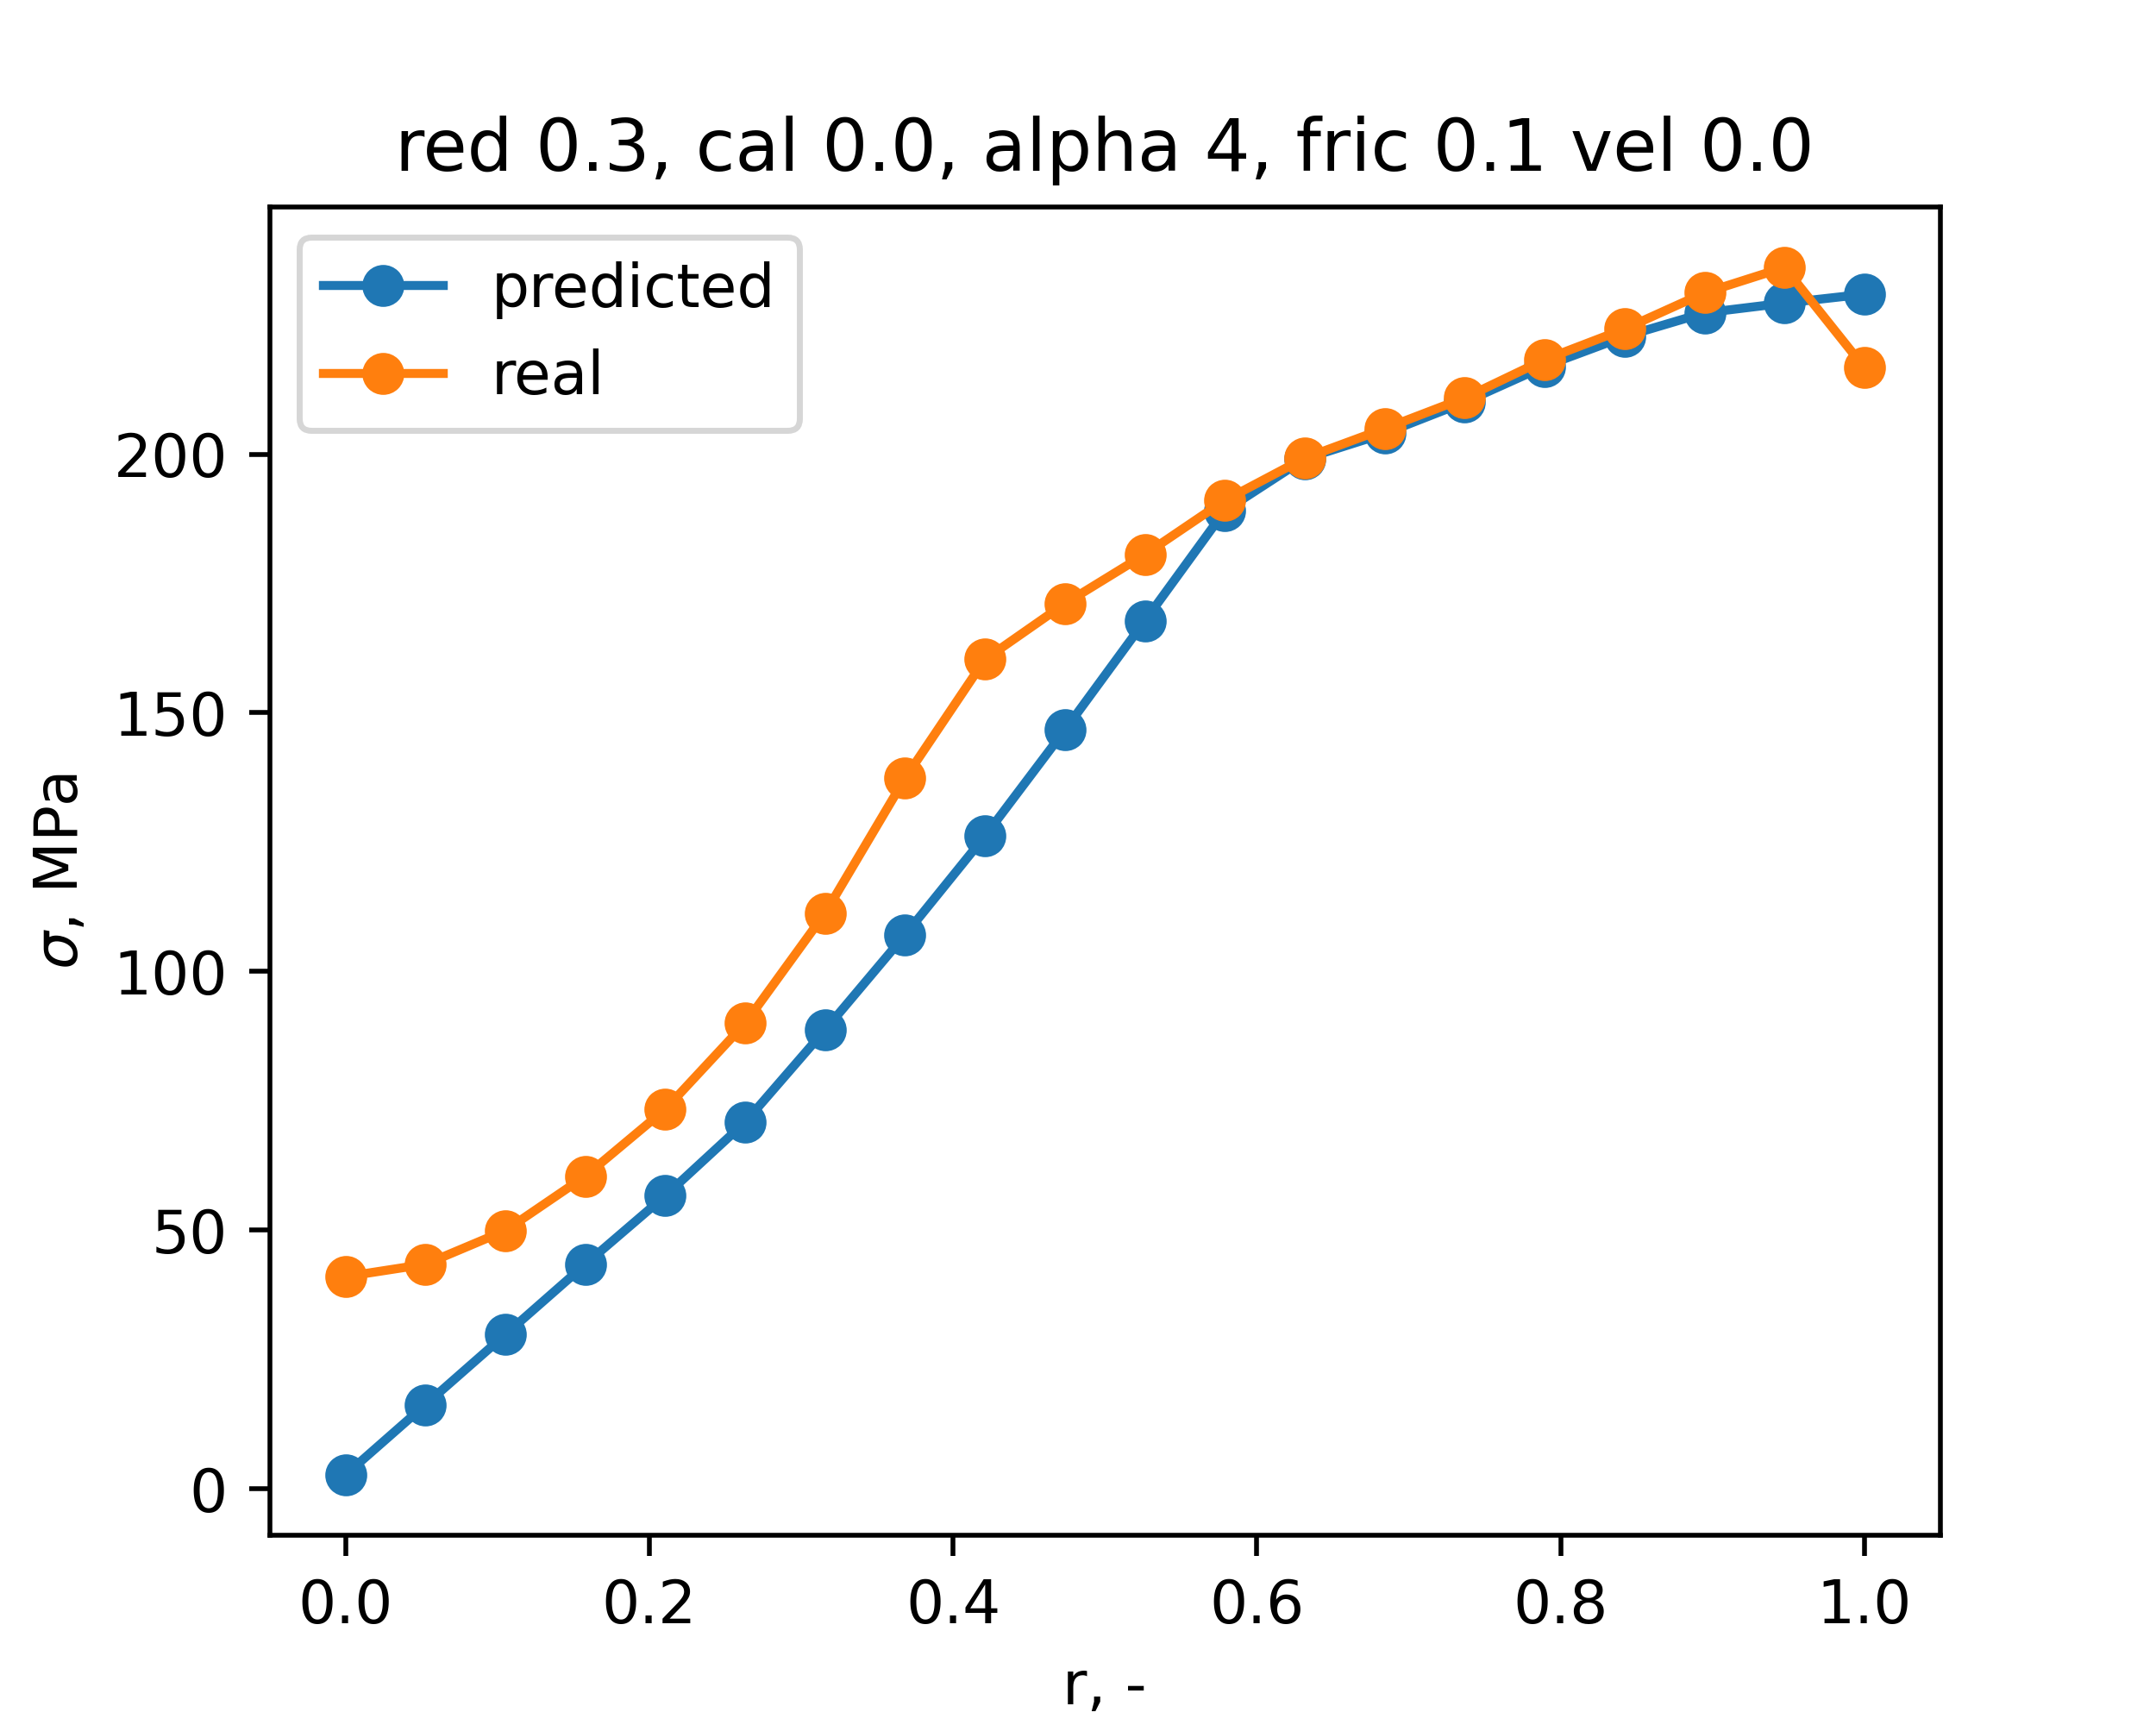 red 0.3, cal 0.0, alpha 4, fric 0.1 vel 0.0
predicted
real
200
150
100
50
0
σ, MPa
0.0 0.2 0.4 0.6 0.8 1.0
r, -